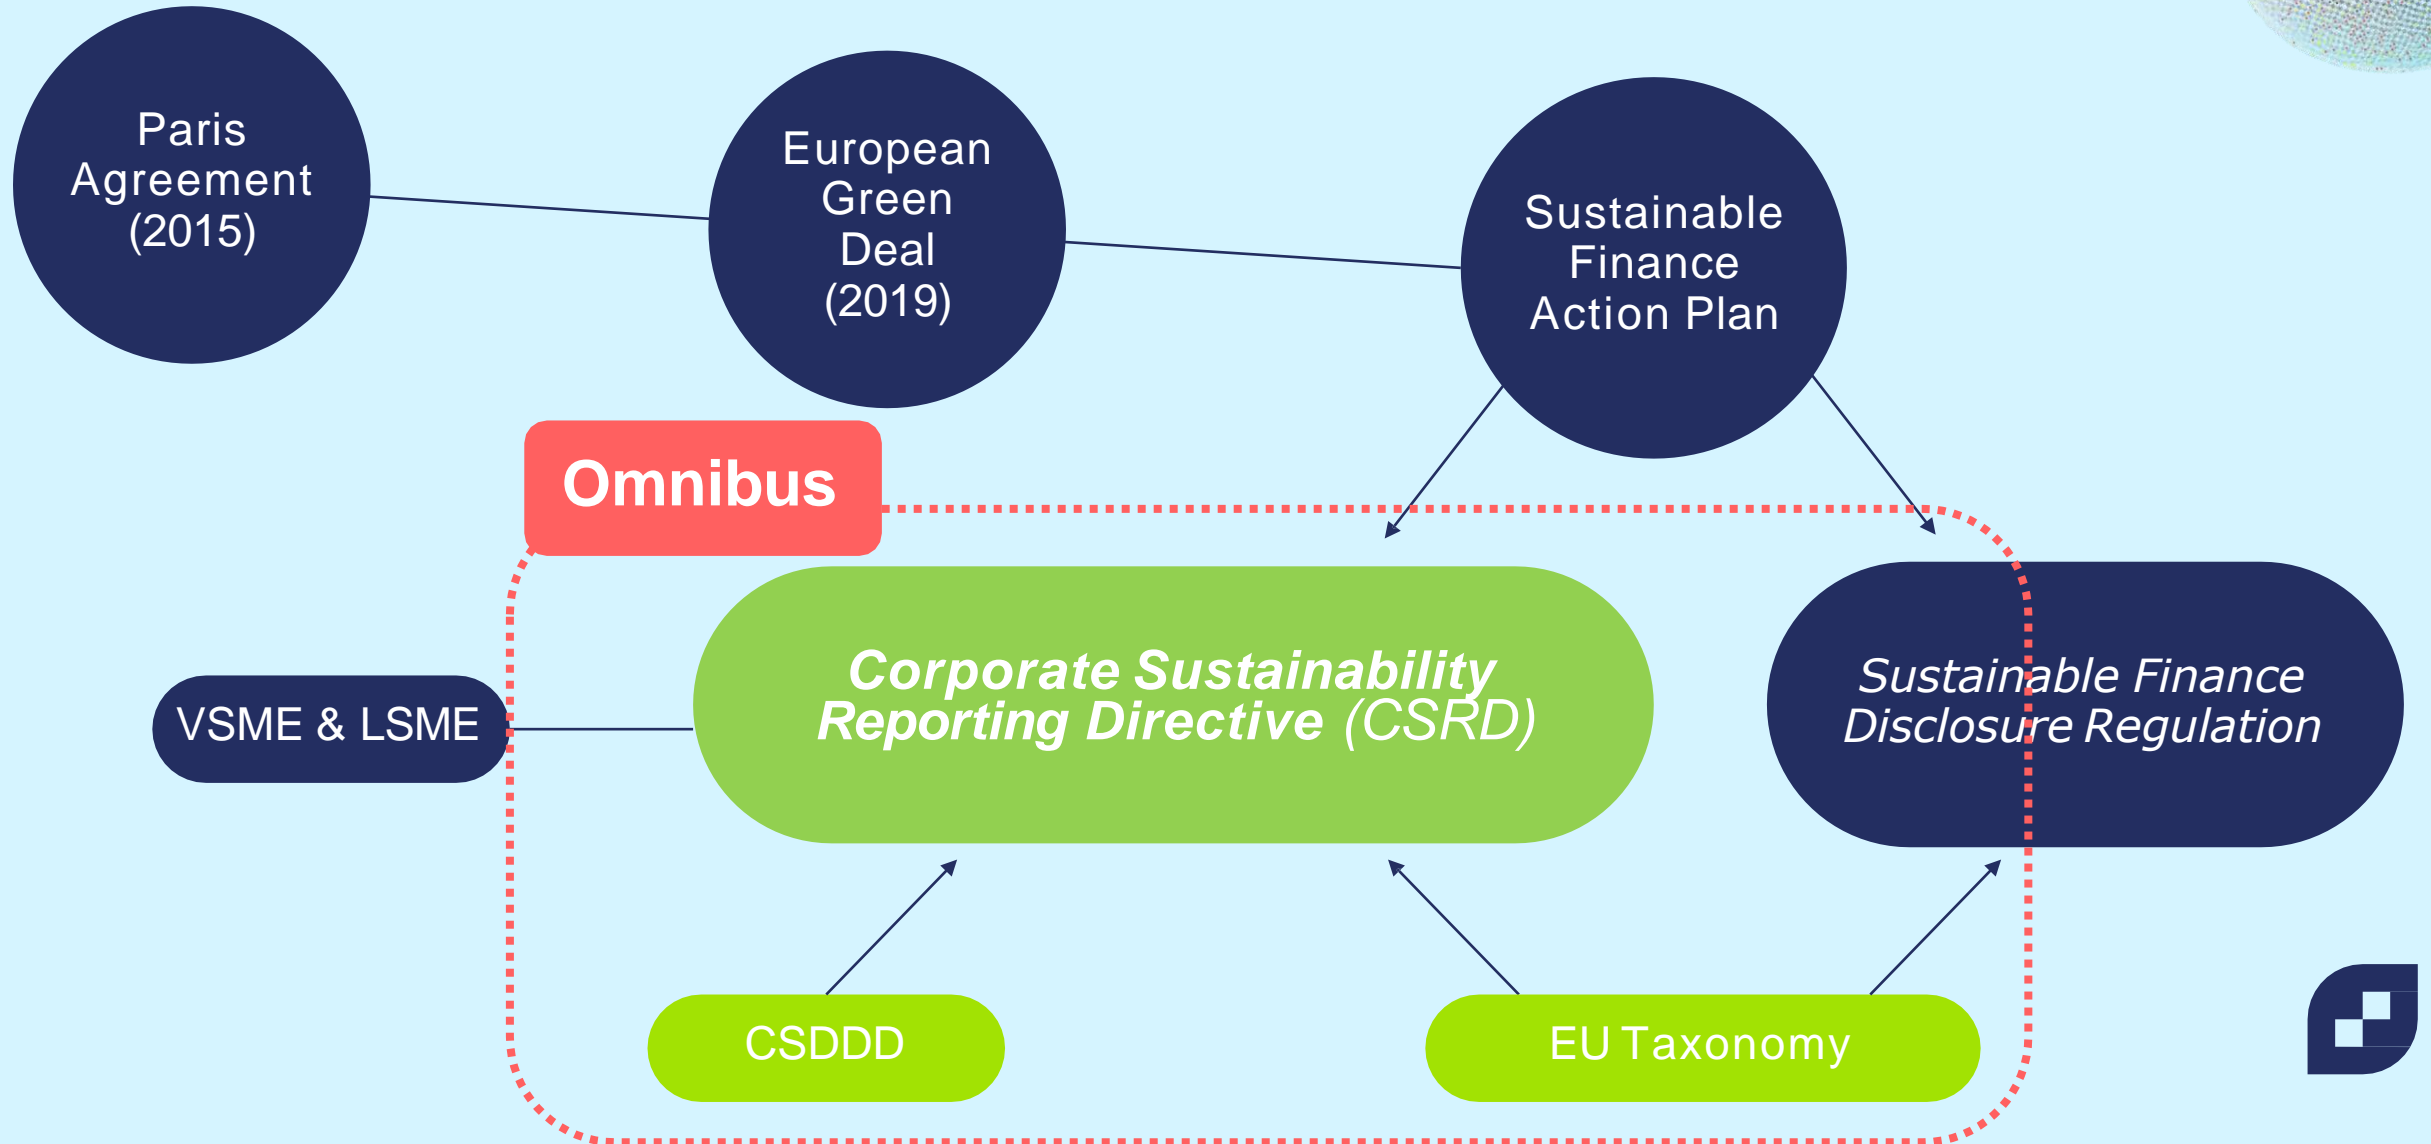 Paris
Agreement
(2015)
European
Green
Deal
(2019)
Sustainable
Finance
Action Plan
Omnibus
Corporate Sustainability
Reporting Directive (CSRD)
Sustainable Finance
Disclosure Regulation
VSME & LSME
CSDDD
EU Taxonomy